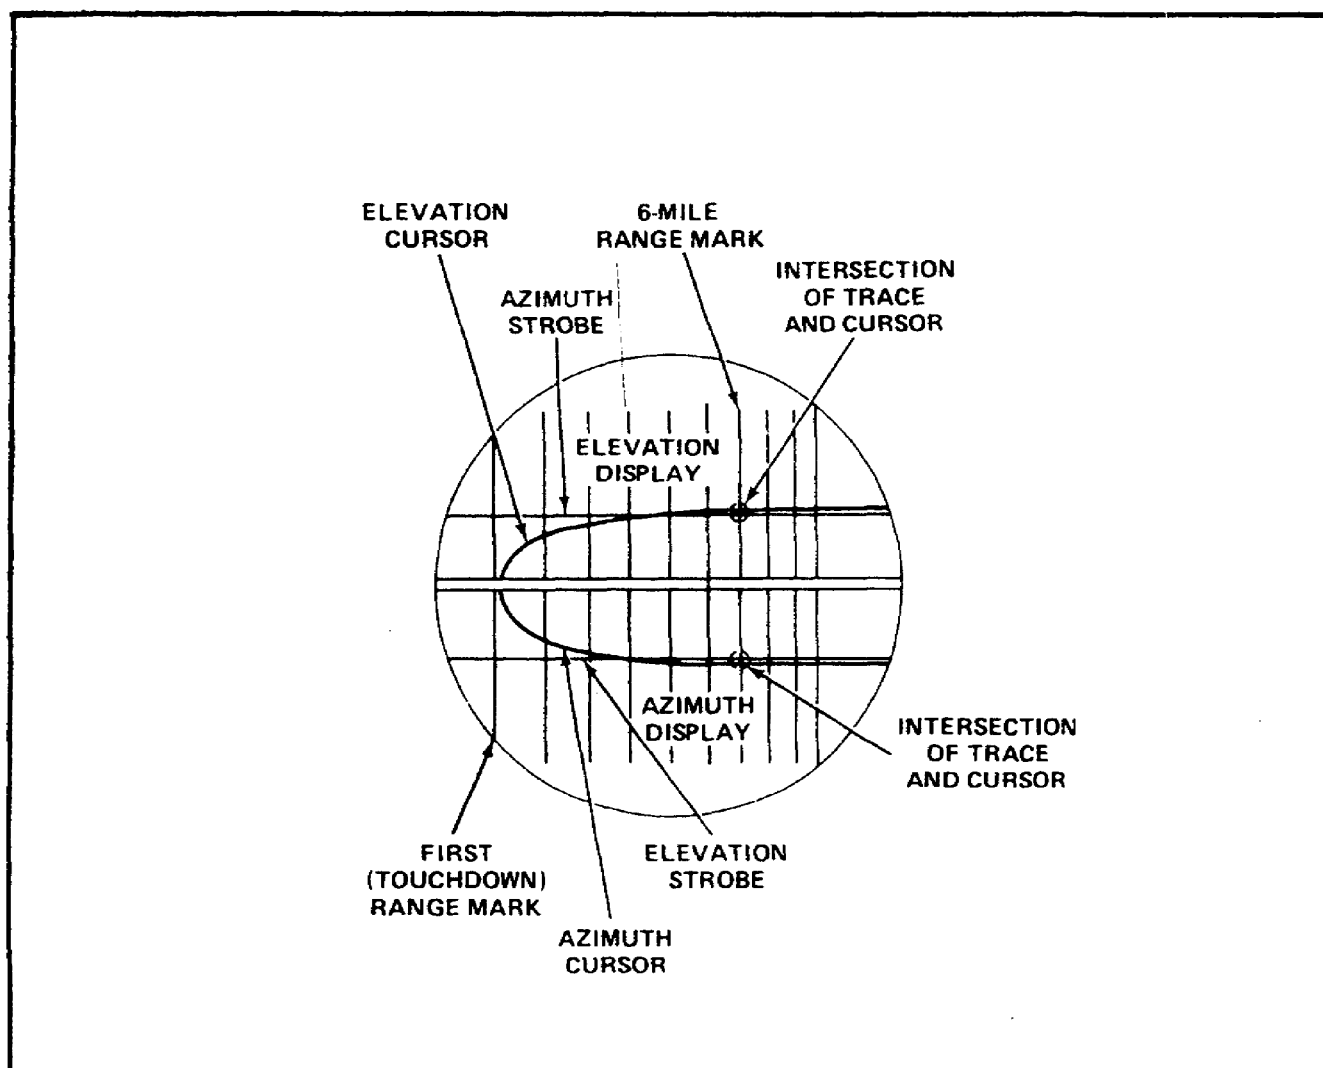 ELEVATION
CURSOR
6-MILE
RANGE MARK
INTERSECTION
OF TRACE
AND CURSOR
AZIMUTH
STROBE
ELEVATION
DISPLAY
AZIMUTH
DISPLAY
INTERSECTION
OF TRACE
AND CURSOR
FIRST
(TOUCHDOWN)
RANGE MARK
ELEVATION
STROBE
AZIMUTH
CURSOR